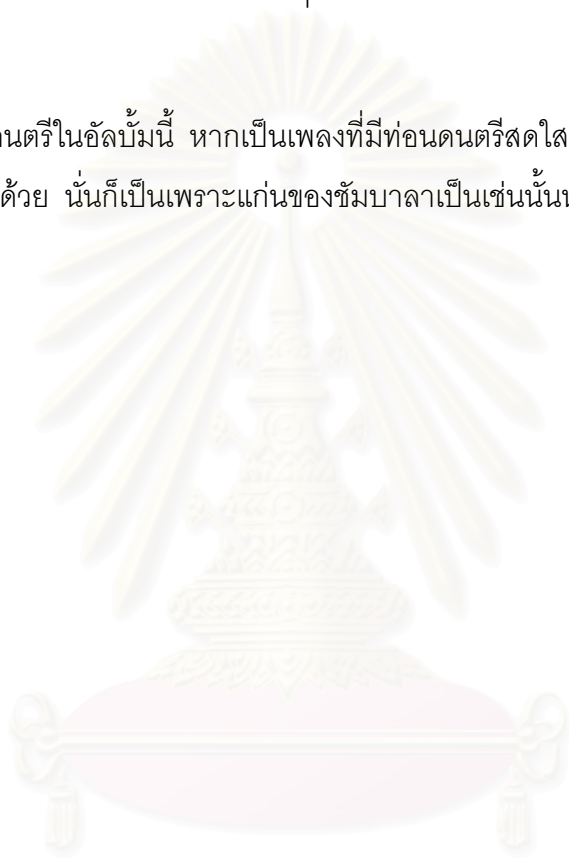 นตรีในอัลบั้มนี้ หากเป็นเพลงที่มีท่อนดนตรีสดใส
ด้วย นั่นก็เป็นเพราะแก่นของชัมบาลาเป็นเช่นนั้น